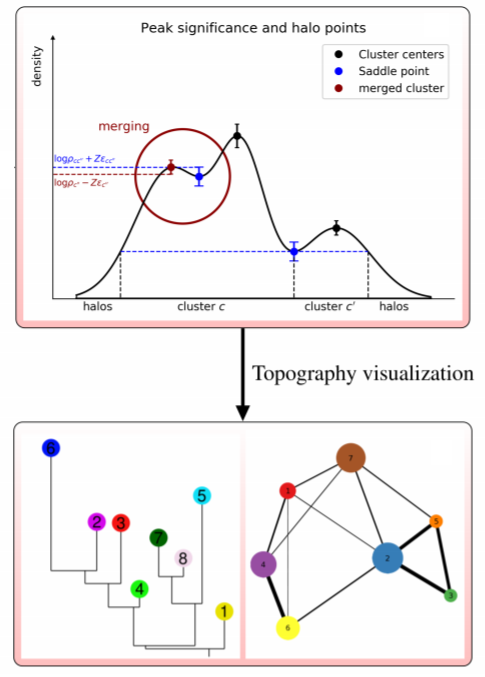 Peak significance and halo points
density
Cluster centers
Saddle point
merged cluster
merging
logρcc'' + Zεcc''
logρc'' − Zεc''
halos
cluster c
cluster c'
halos
Topography visualization
6
2
3
5
7
8
4
1
7
1
5
2
4
3
6